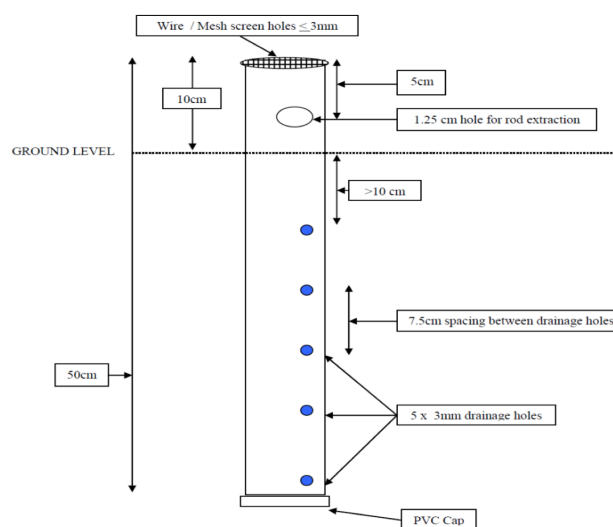 Wire / Mesh screen holes ≤3mm
5cm
10cm
1.25 cm hole for rod extraction
GROUND LEVEL
>10 cm
7.5cm spacing between drainage holes
50cm
5 x 3mm drainage holes
PVC Cap